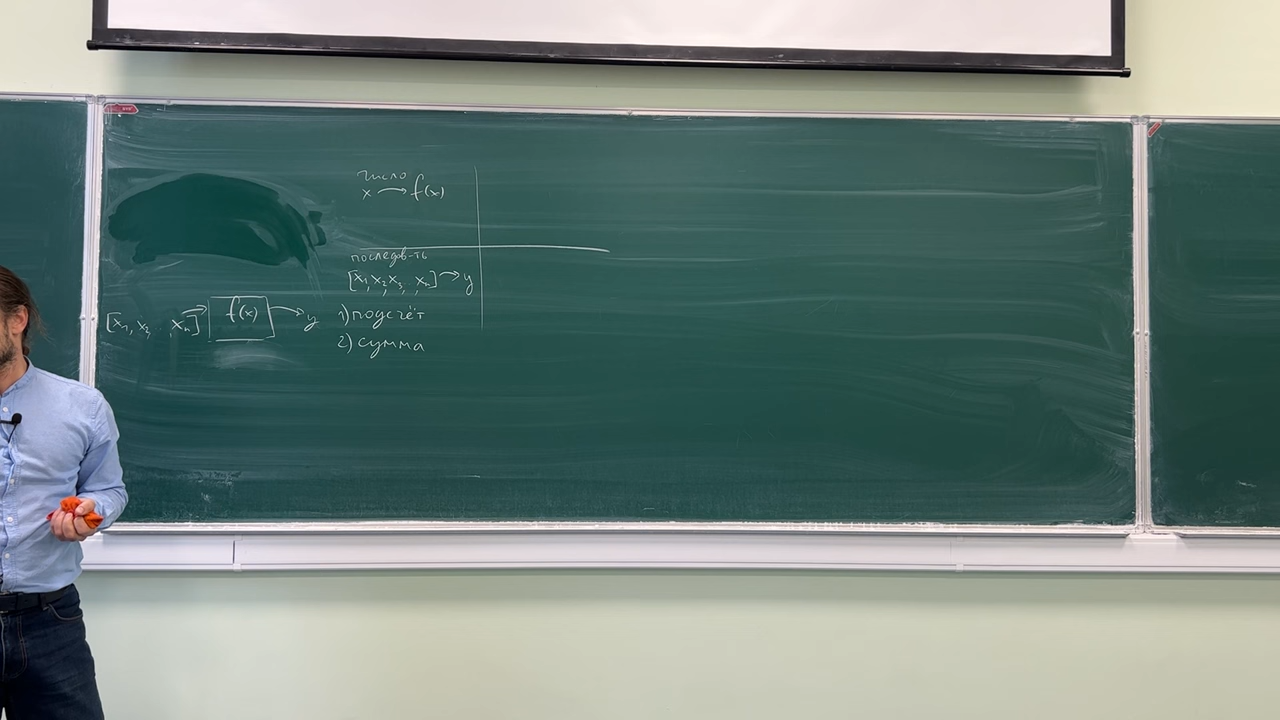 число
x → f(x)
последов-ть
[x₁, x₂, x₃, , xₙ] → y
[x₁, x₂, , xₙ] → f(x) → y
1) подсчёт
2) сумма